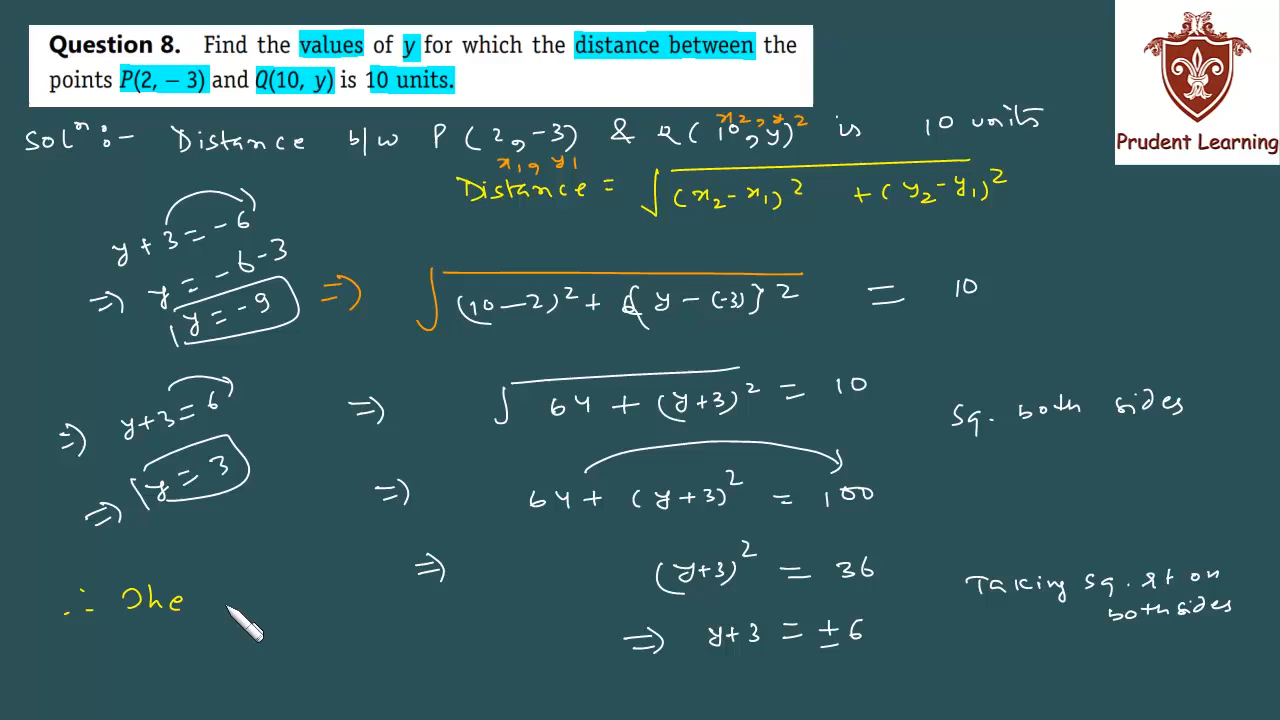 Question 8. Find the values of y for which the distance between the
points P(2, – 3) and Q(10, y) is 10 units.
Prudent Learning
Solⁿ :- Distance b/w P (2, -3) & Q (10, y) is 10 units
x₂, y₂
x₁, y₁
Distance = √(x₂ - x₁)² + (y₂ - y₁)²
⇒ √(10 - 2)² + {y - (-3)}² = 10
⇒ √64 + (y+3)² = 10
Sq. both sides
⇒ 64 + (y+3)² = 100
⇒ (y+3)² = 36
Taking sq. rt on
both sides
⇒ y+3 = ±6
y + 3 = -6
⇒ y = -6-3
y = -9
⇒ y+3 = 6
⇒ y = 3
∴ The